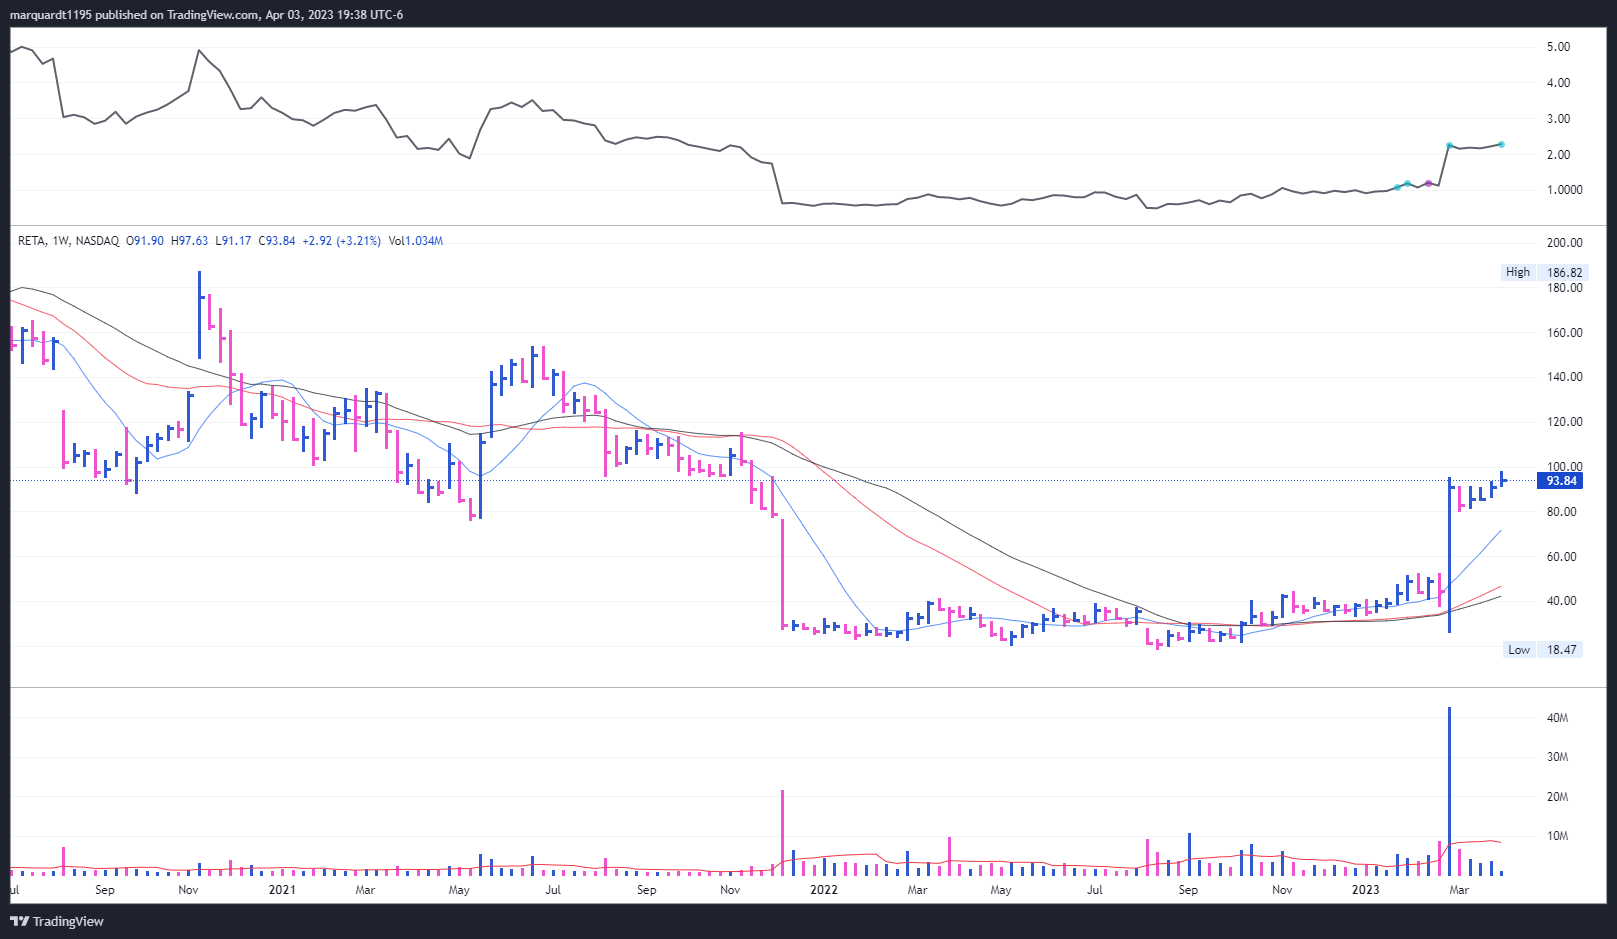 marquardt1195 published on TradingView.com, Apr 03, 2023 19:38 UTC-6
5.00
4.00
3.00
2.00
1.0000
RETA, 1W, NASDAQ O91.90 H97.63 L91.17 C93.84 +2.92 (+3.21%) Vol1.034M
200.00
High 186.82
180.00
160.00
140.00
120.00
100.00
93.84
80.00
60.00
40.00
Low 18.47
40M
30M
20M
10M
ul Sep Nov 2021 Mar May Jul Sep Nov 2022 Mar May Jul Sep Nov 2023 Mar
TradingView